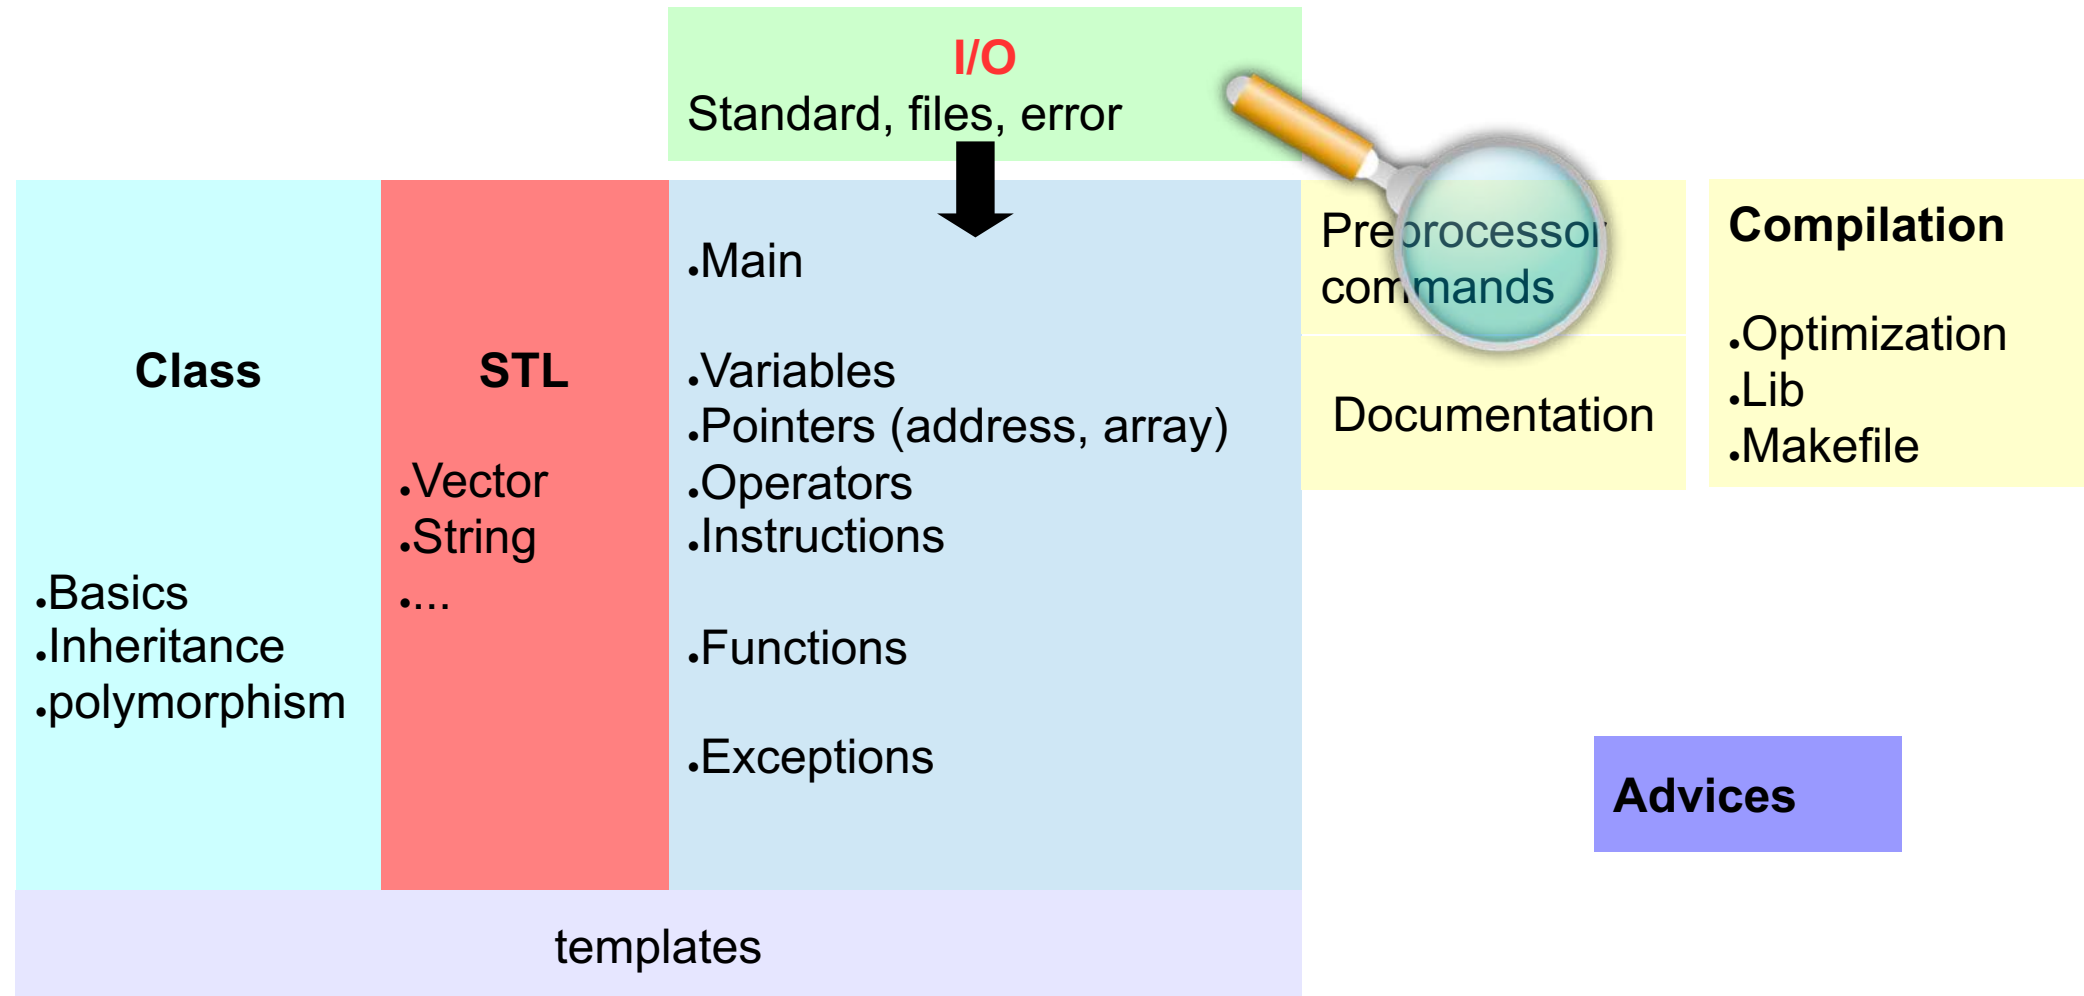 I/O
Standard, files, error
Class
●Basics
●Inheritance
●polymorphism
STL
●Vector
●String
●...
●Main
●Variables
●Pointers (address, array)
●Operators
●Instructions
●Functions
●Exceptions
Preprocessor
commands
Documentation
Compilation
●Optimization
●Lib
●Makefile
Advices
templates